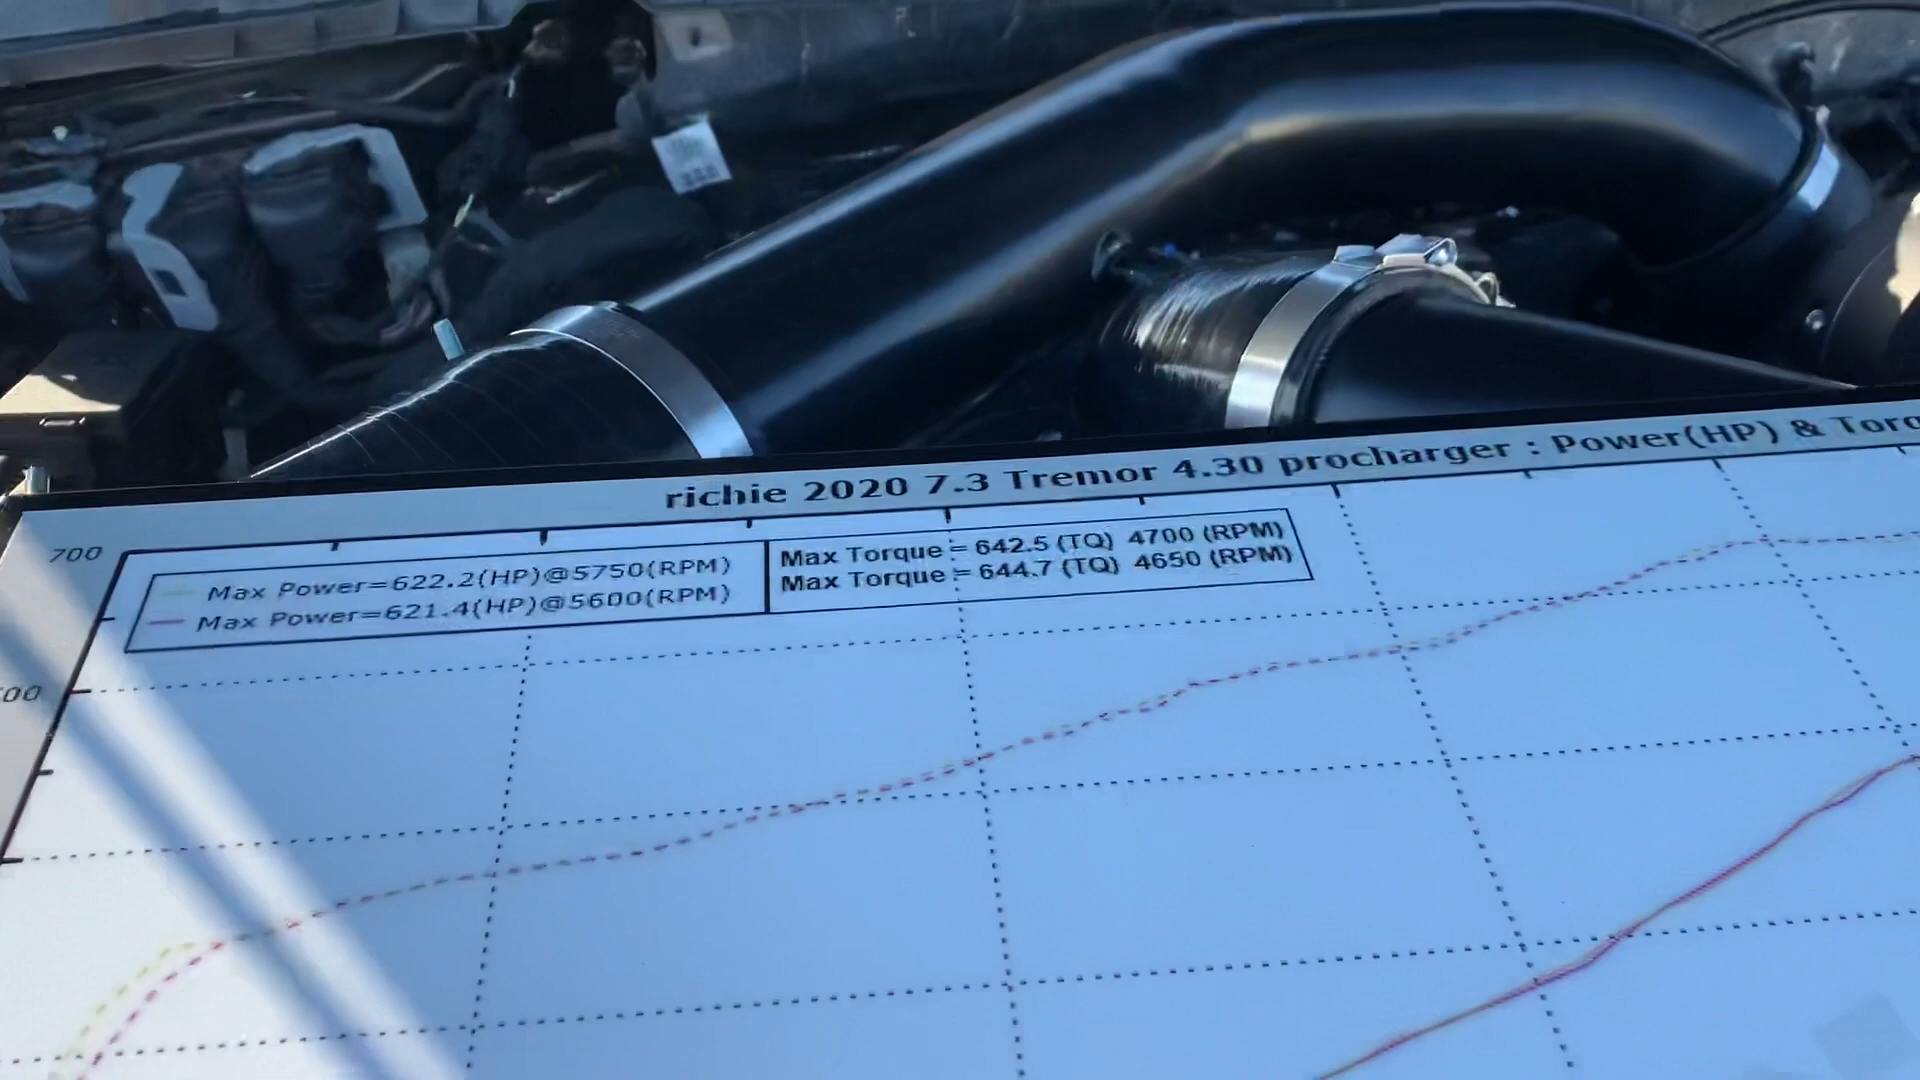 richie 2020 7.3 Tremor 4.30 procharger : Power(HP) & Torq
700
Max Power=622.2(HP)@5750(RPM)
Max Power=621.4(HP)@5600(RPM)
Max Torque = 642.5 (TQ) 4700 (RPM)
Max Torque = 644.7 (TQ) 4650 (RPM)
00